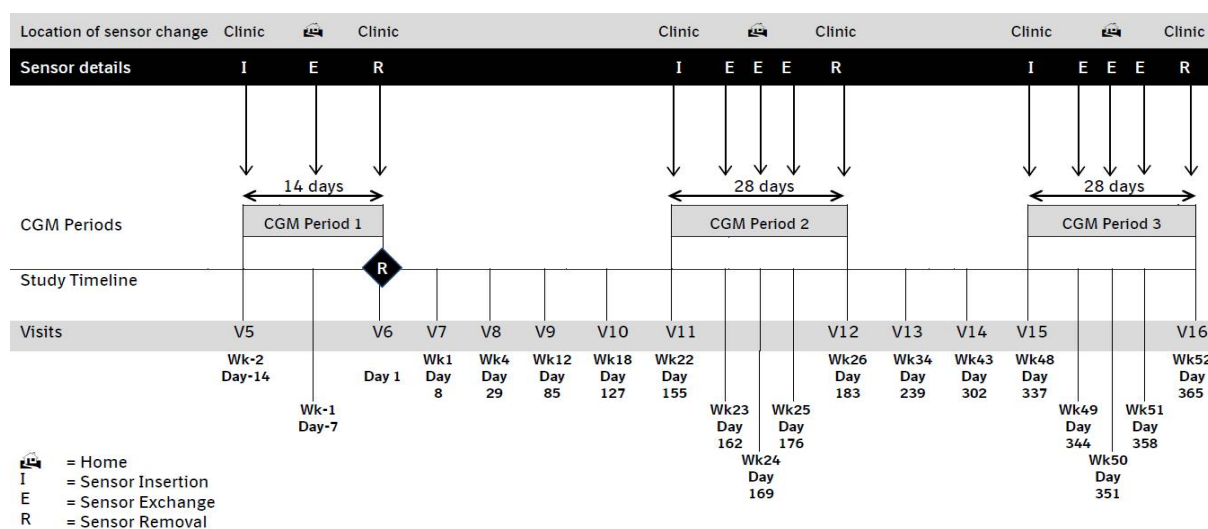 Location of sensor change Clinic Clinic Clinic Clinic Clinic Clinic
Sensor details I E R I E E E R I E E E R
14 days 28 days 28 days
CGM Periods CGM Period 1 CGM Period 2 CGM Period 3
R
Study Timeline
Visits V5 V6 V7 V8 V9 V10 V11 V12 V13 V14 V15 V16
Wk-2 Wk1 Wk4 Wk12 Wk18 Wk22 Wk26 Wk34 Wk43 Wk48 Wk52
Day-14 Day 1 Day Day Day Day Day Day Day Day Day Day
8 29 85 127 155 183 239 302 337 365
Wk-1 Wk23 Wk25 Wk49 Wk51
Day-7 Day Day Day Day
162 176 344 358
Wk24 Wk50
Day Day
169 351
= Home
I = Sensor Insertion
E = Sensor Exchange
R = Sensor Removal